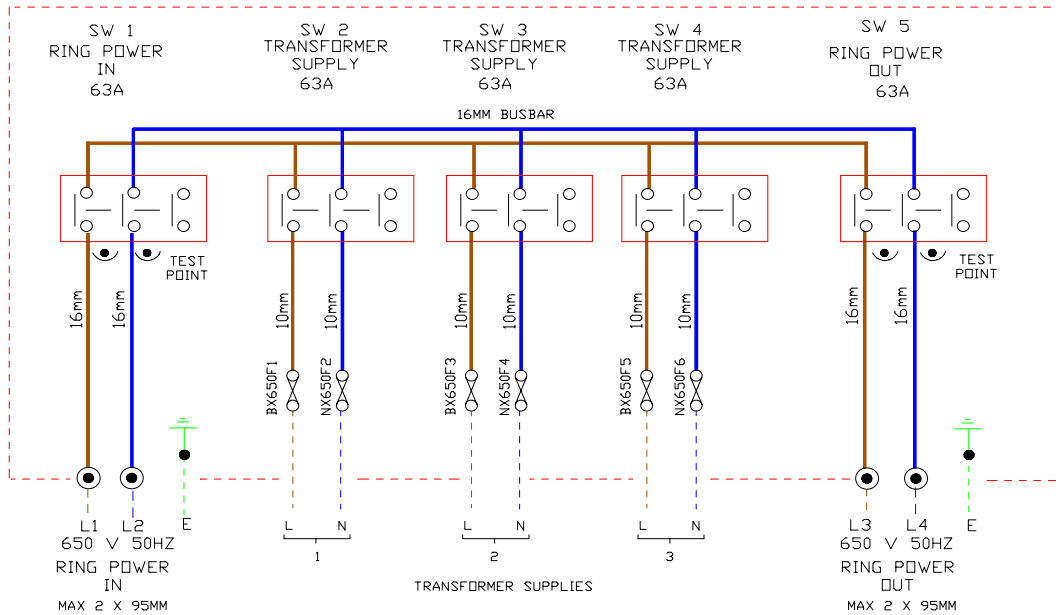 SW 1
RING POWER
IN
63A
SW 2
TRANSFORMER
SUPPLY
63A
SW 3
TRANSFORMER
SUPPLY
63A
SW 4
TRANSFORMER
SUPPLY
63A
SW 5
RING POWER
OUT
63A
16MM BUSBAR
TEST
POINT
TEST
POINT
16mm
16mm
10mm
10mm
10mm
10mm
10mm
10mm
16mm
16mm
BX650F1
NX650F2
BX650F3
NX650F4
BX650F5
NX650F6
L1 L2 E
650 V 50HZ
RING POWER
IN
MAX 2 X 95MM
L N
1
L N
2
L N
3
TRANSFORMER SUPPLIES
L3 L4 E
650 V 50HZ
RING POWER
OUT
MAX 2 X 95MM